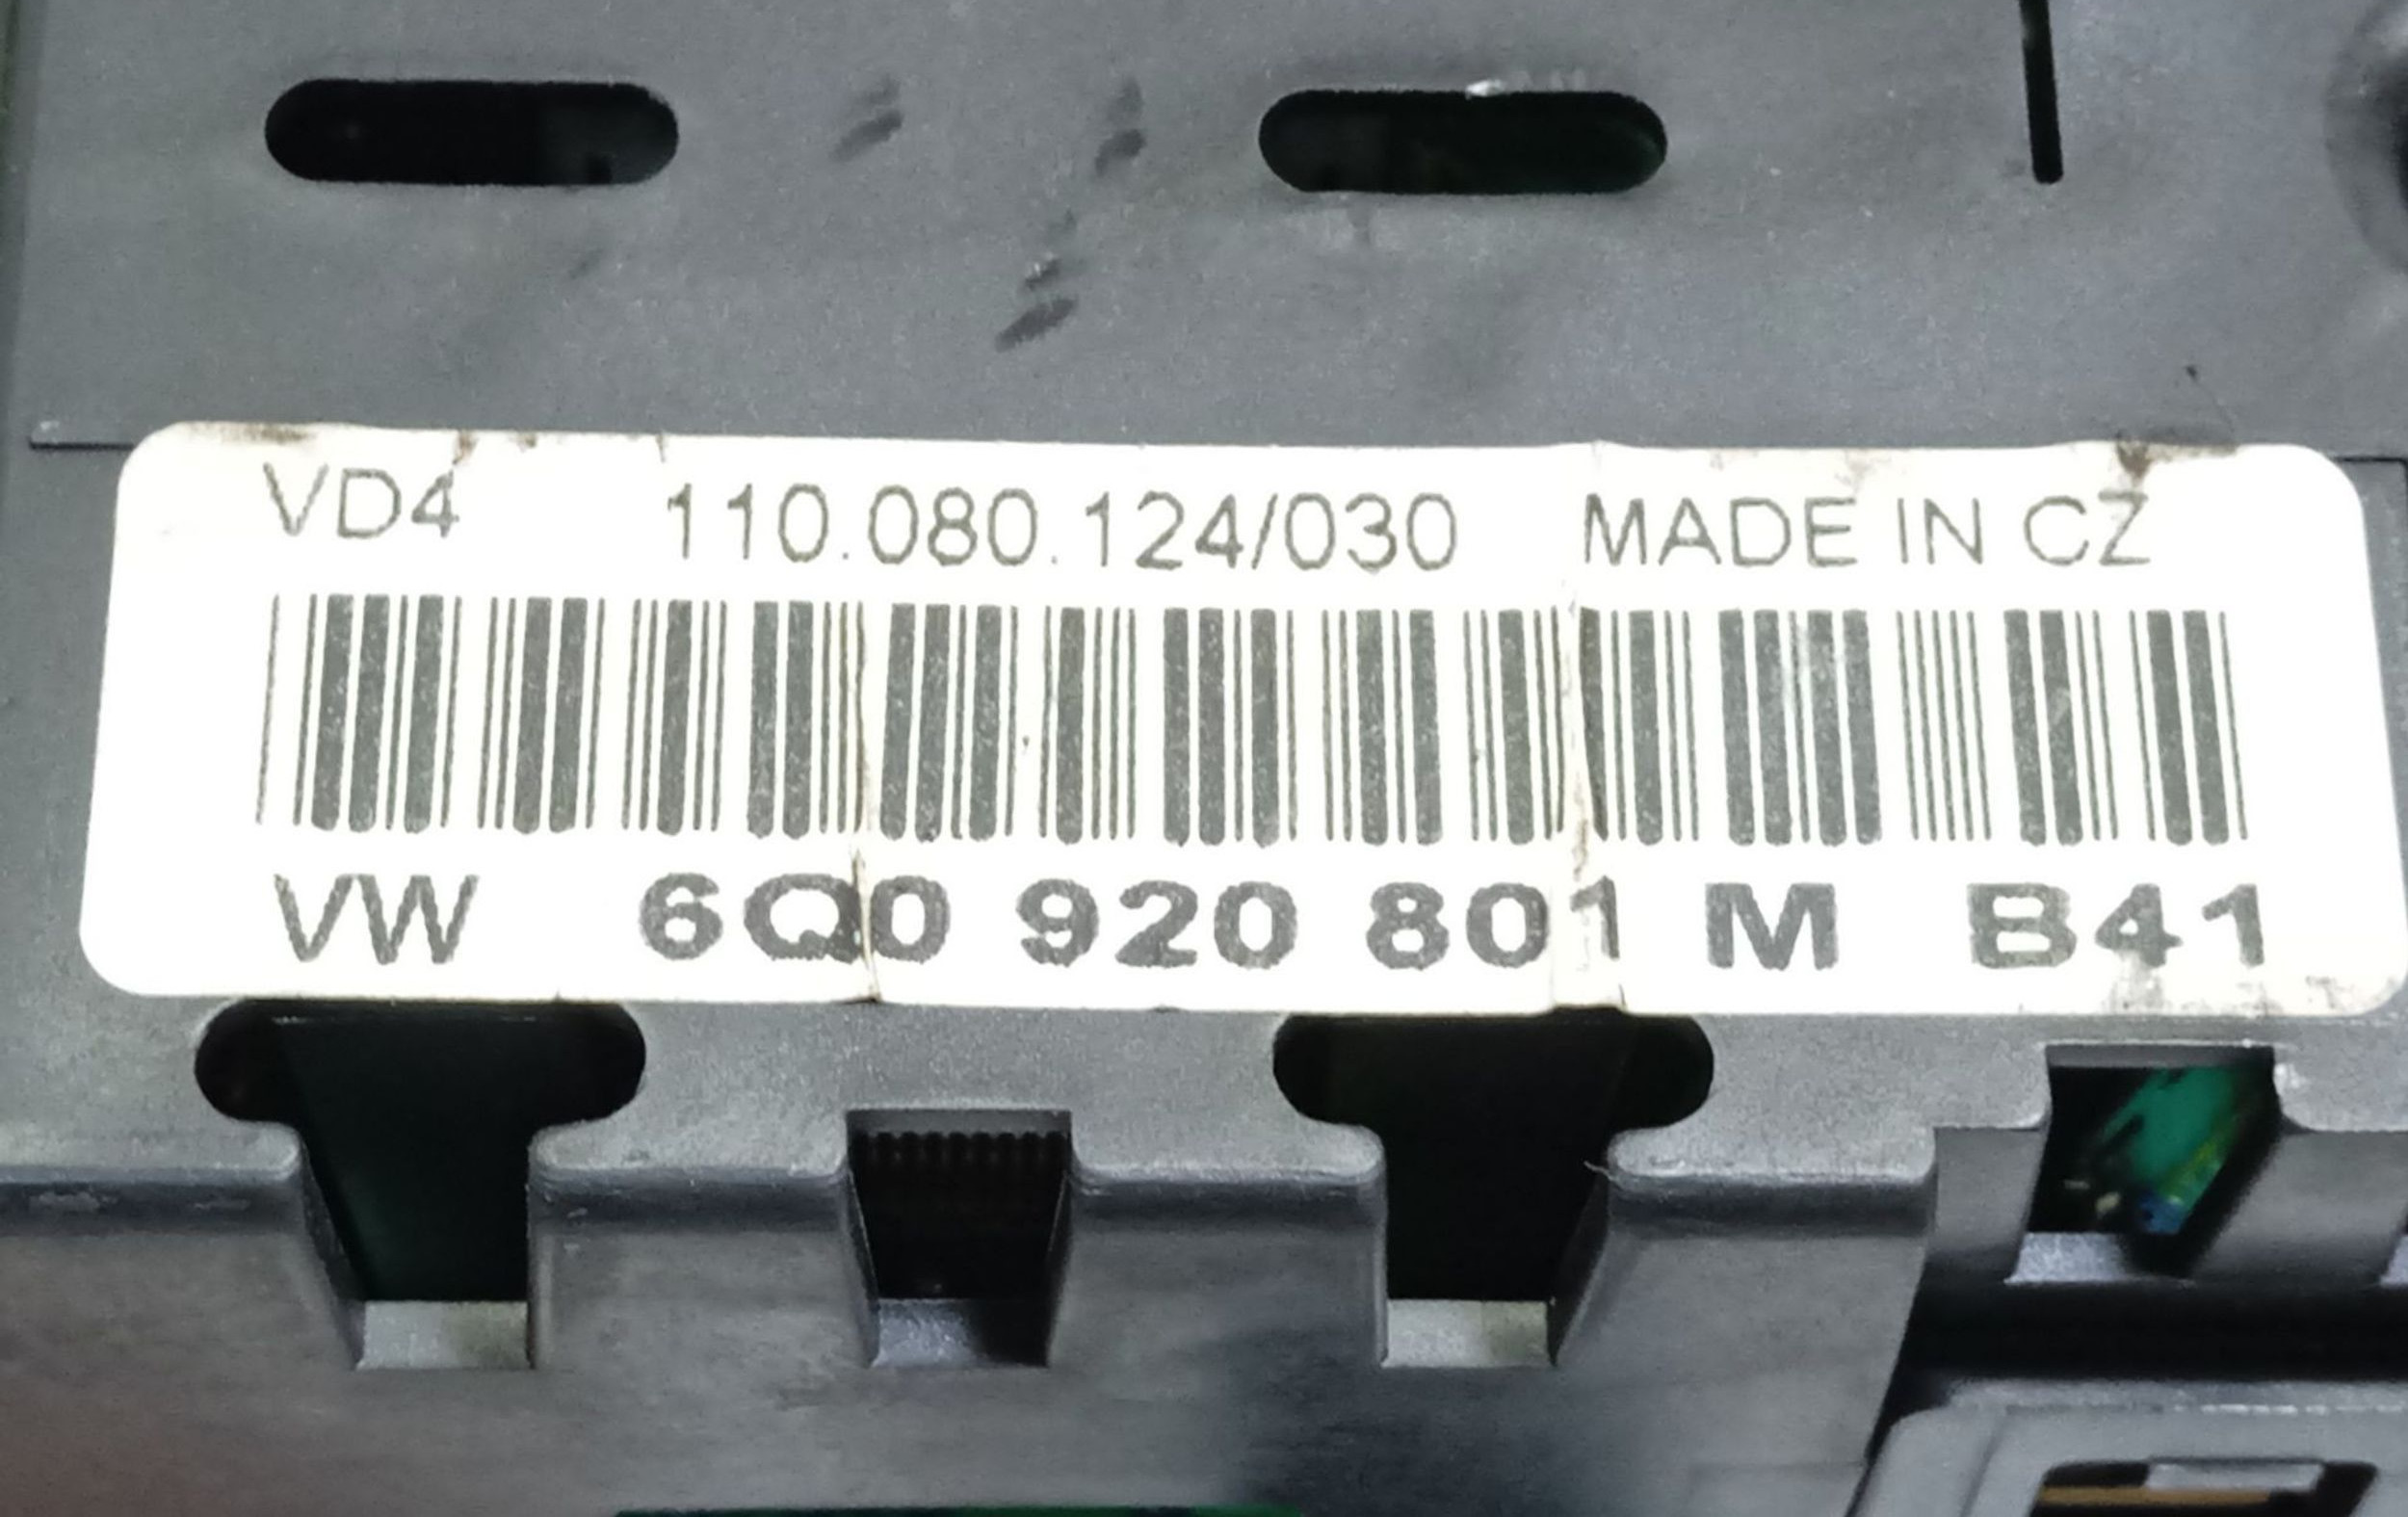 VD4 110.080.124/030 MADE IN CZ
VW 6Q0 920 801 M B41